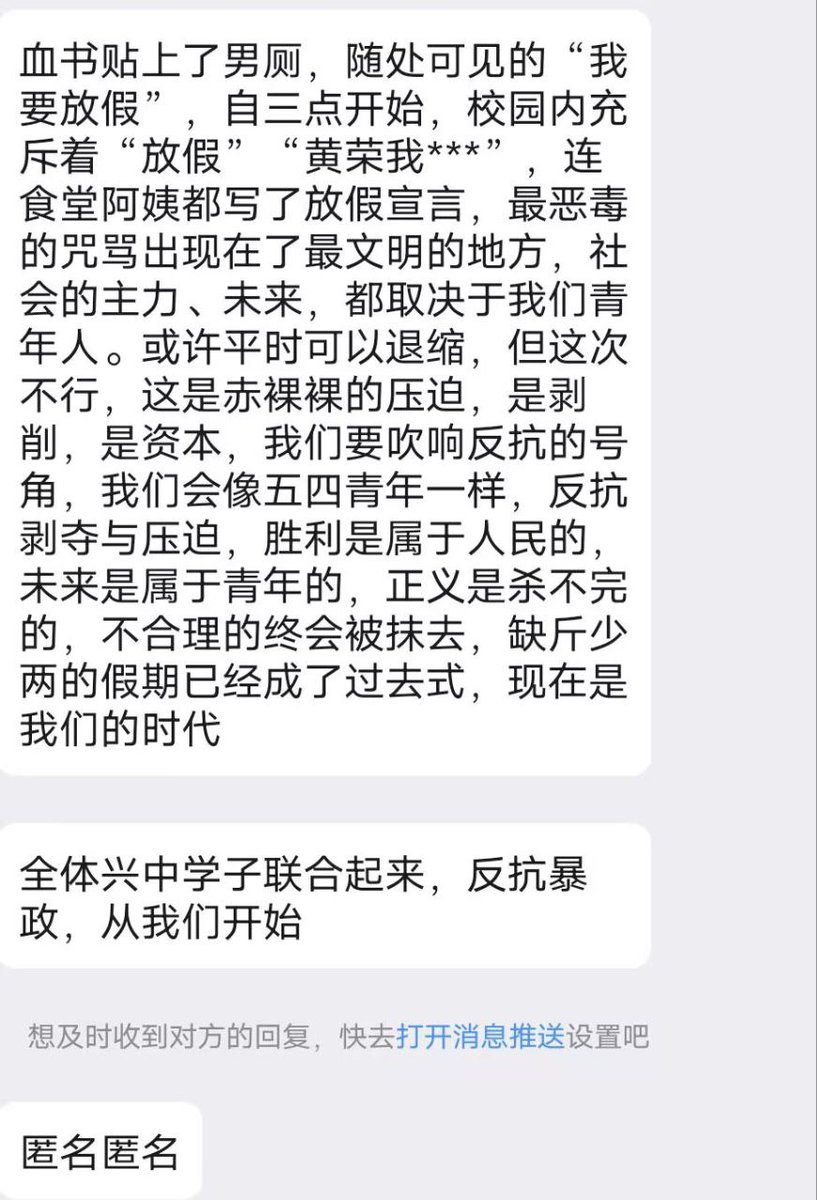 血书贴上了男厕，随处可见的“我
要放假”，自三点开始，校园内充
斥着“放假”“黄荣我***”，连
食堂阿姨都写了放假宣言，最恶毒
的咒骂出现在了最文明的地方，社
会的主力、未来，都取决于我们青
年人。或许平时可以退缩，但这次
不行，这是赤裸裸的压迫，是剥
削，是资本，我们要吹响反抗的号
角，我们会像五四青年一样，反抗
剥夺与压迫，胜利是属于人民的，
未来是属于青年的，正义是杀不完
的，不合理的终会被抹去，缺斤少
两的假期已经成了过去式，现在是
我们的时代
全体兴中学子联合起来，反抗暴
政，从我们开始
想及时收到对方的回复，快去打开消息推送设置吧
匿名匿名